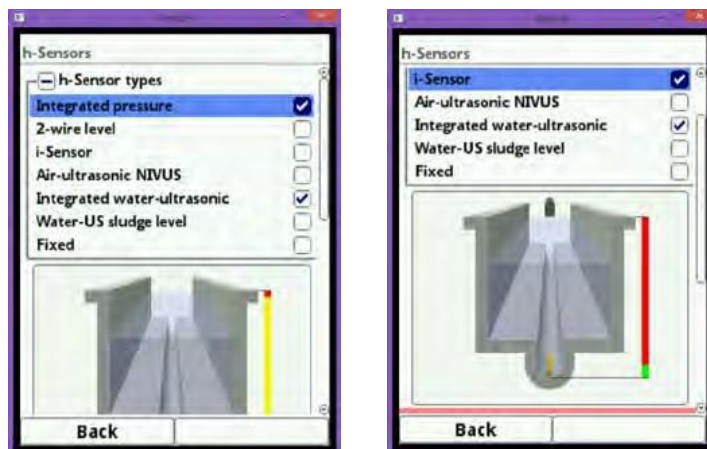 h-Sensors
h-Sensor types
Integrated pressure
2-wire level
i-Sensor
Air-ultrasonic NIVUS
Integrated water-ultrasonic
Water-US sludge level
Fixed
Back
h-Sensors
i-Sensor
Air-ultrasonic NIVUS
Integrated water-ultrasonic
Water-US sludge level
Fixed
Back